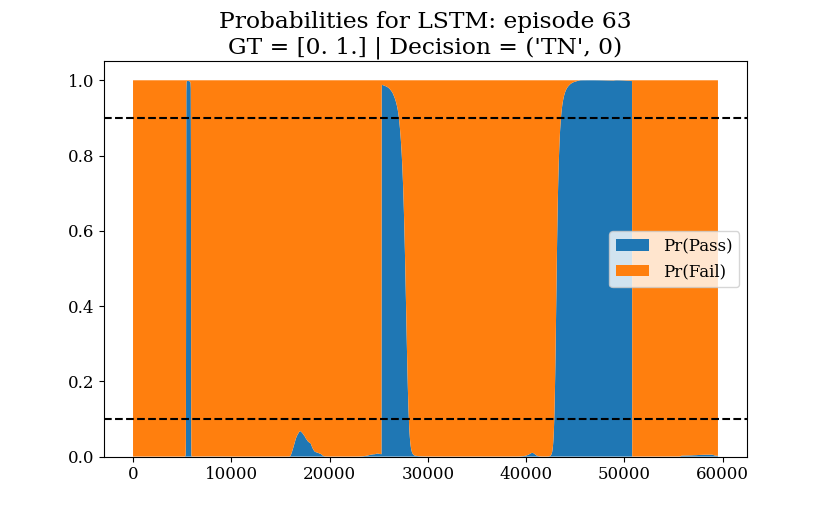 Probabilities for LSTM: episode 63
GT = [0. 1.] | Decision = ('TN', 0)
1.0
0.8
0.6
0.4
0.2
0.0
Pr(Pass)
Pr(Fail)
0 10000 20000 30000 40000 50000 60000